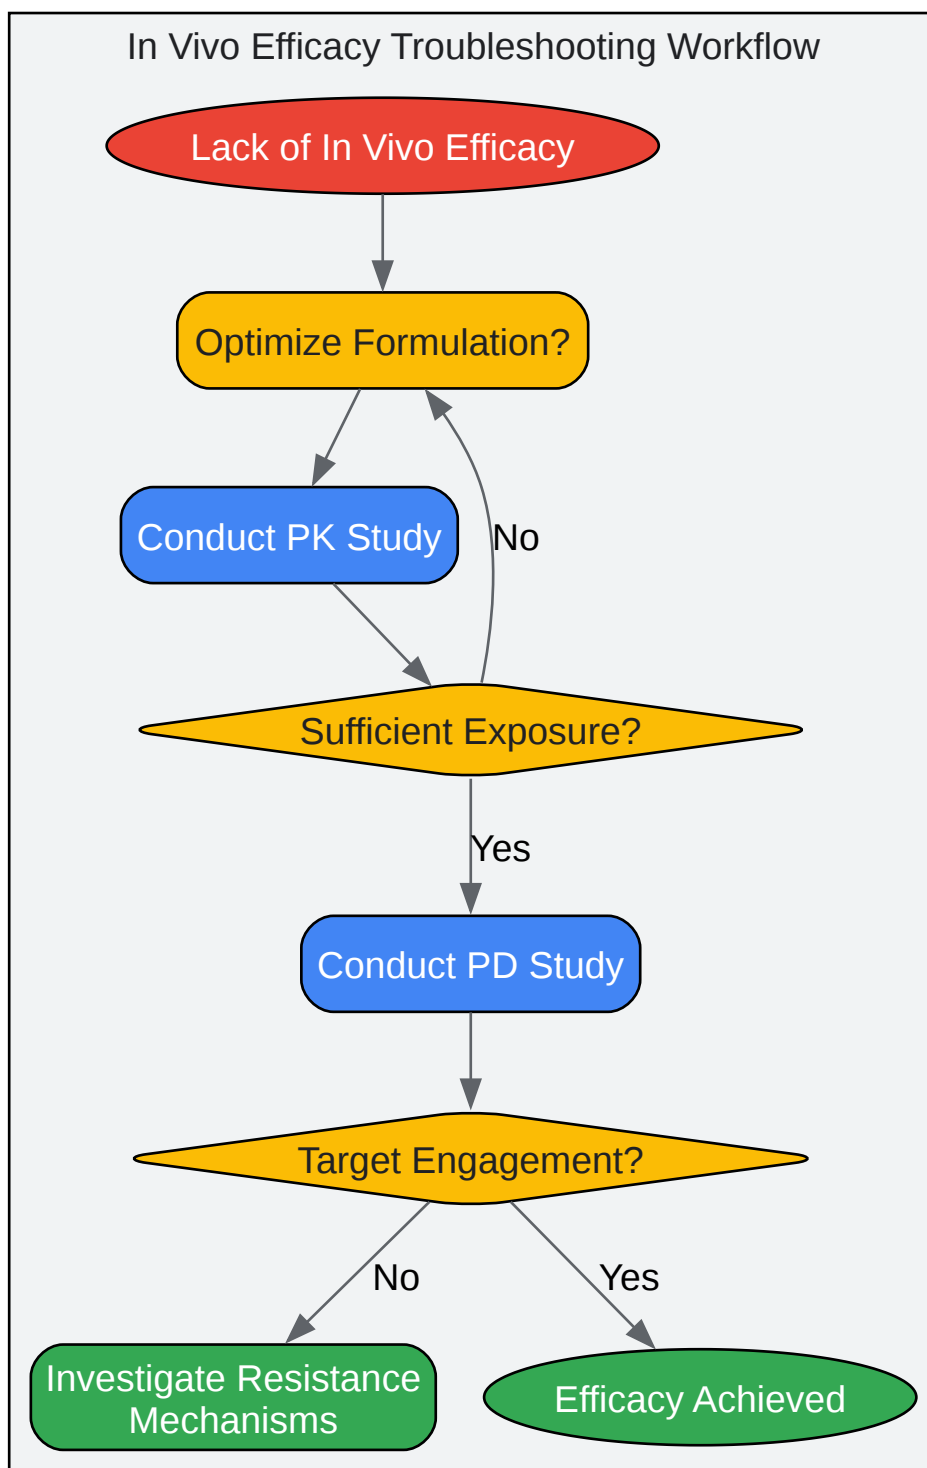 In Vivo Efficacy Troubleshooting Workflow
Lack of In Vivo Efficacy
Optimize Formulation?
Conduct PK Study
No
Sufficient Exposure?
Yes
Conduct PD Study
Target Engagement?
No
Yes
Investigate Resistance
Mechanisms
Efficacy Achieved